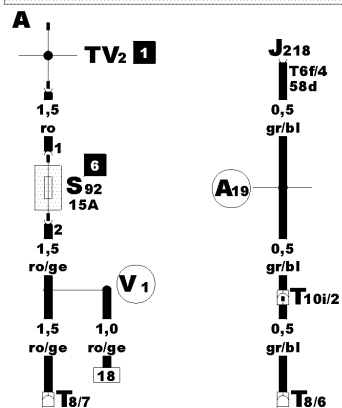 A
TV2 1
J218
T6f/4
58d
1,5
ro
0,5
gr/bl
1
6
S92
15A
A19
2
1,5
ro/ge
0,5
gr/bl
V1
T10i/2
1,5
ro/ge
1,0
ro/ge
0,5
gr/bl
18
T8/7
T8/6